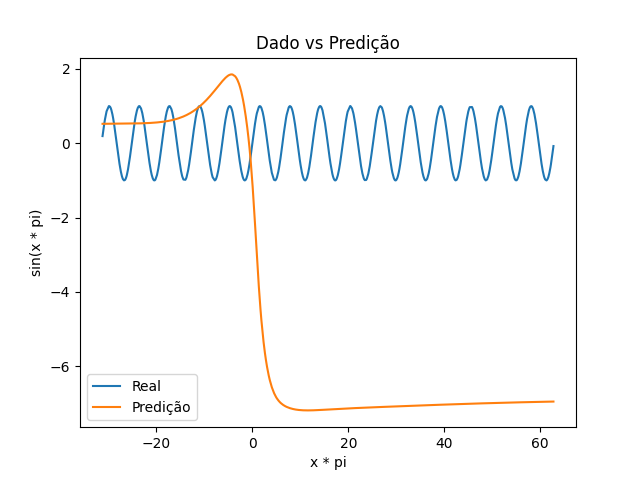 Dado vs Predição
2
0
−2
−4
−6
sin(x * pi)
Real
Predição
−20
0
20
40
60
x * pi